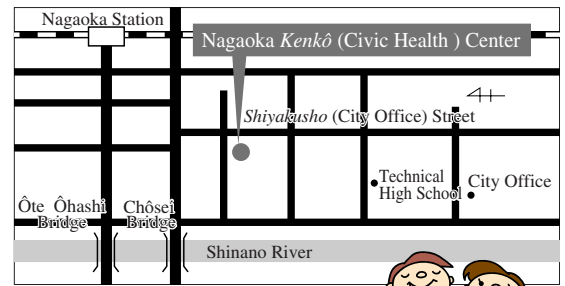 Nagaoka Station
Nagaoka Kenkô (Civic Health ) Center
Shiyakusho (City Office) Street
Technical
High School
City Office
Ôte Ôhashi
Bridge
Chôsei
Bridge
Shinano River